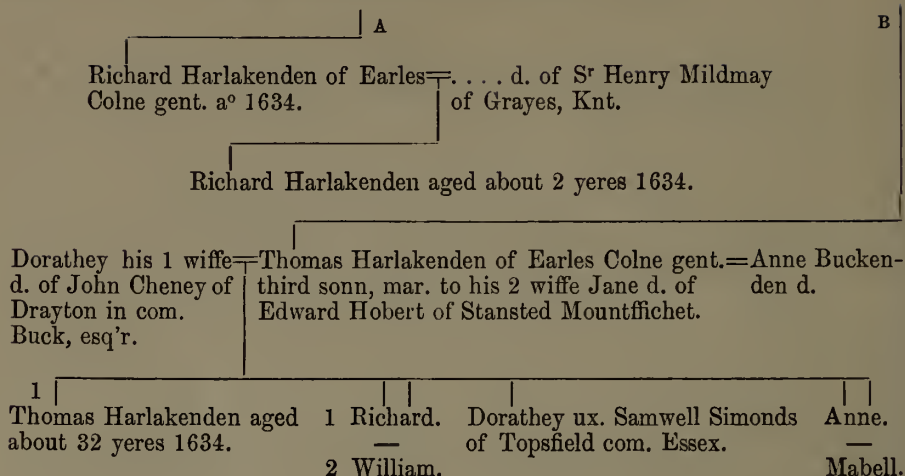 A
B
Richard Harlakenden of Earles=. . . . d. of Sʳ Henry Mildmay
Colne gent. aº 1634. of Grayes, Knt.
Richard Harlakenden aged about 2 yeres 1634.
Dorathey his 1 wiffe=Thomas Harlakenden of Earles Colne gent.=Anne Bucken-
d. of John Cheney of third sonn, mar. to his 2 wiffe Jane d. of den d.
Drayton in com. Edward Hobert of Stansted Mountffichet.
Buck, esq'r.
1
Thomas Harlakenden aged 1 Richard. Dorathey ux. Samwell Simonds Anne.
about 32 yeres 1634. — of Topsfield com. Essex. —
2 William. Mabell.